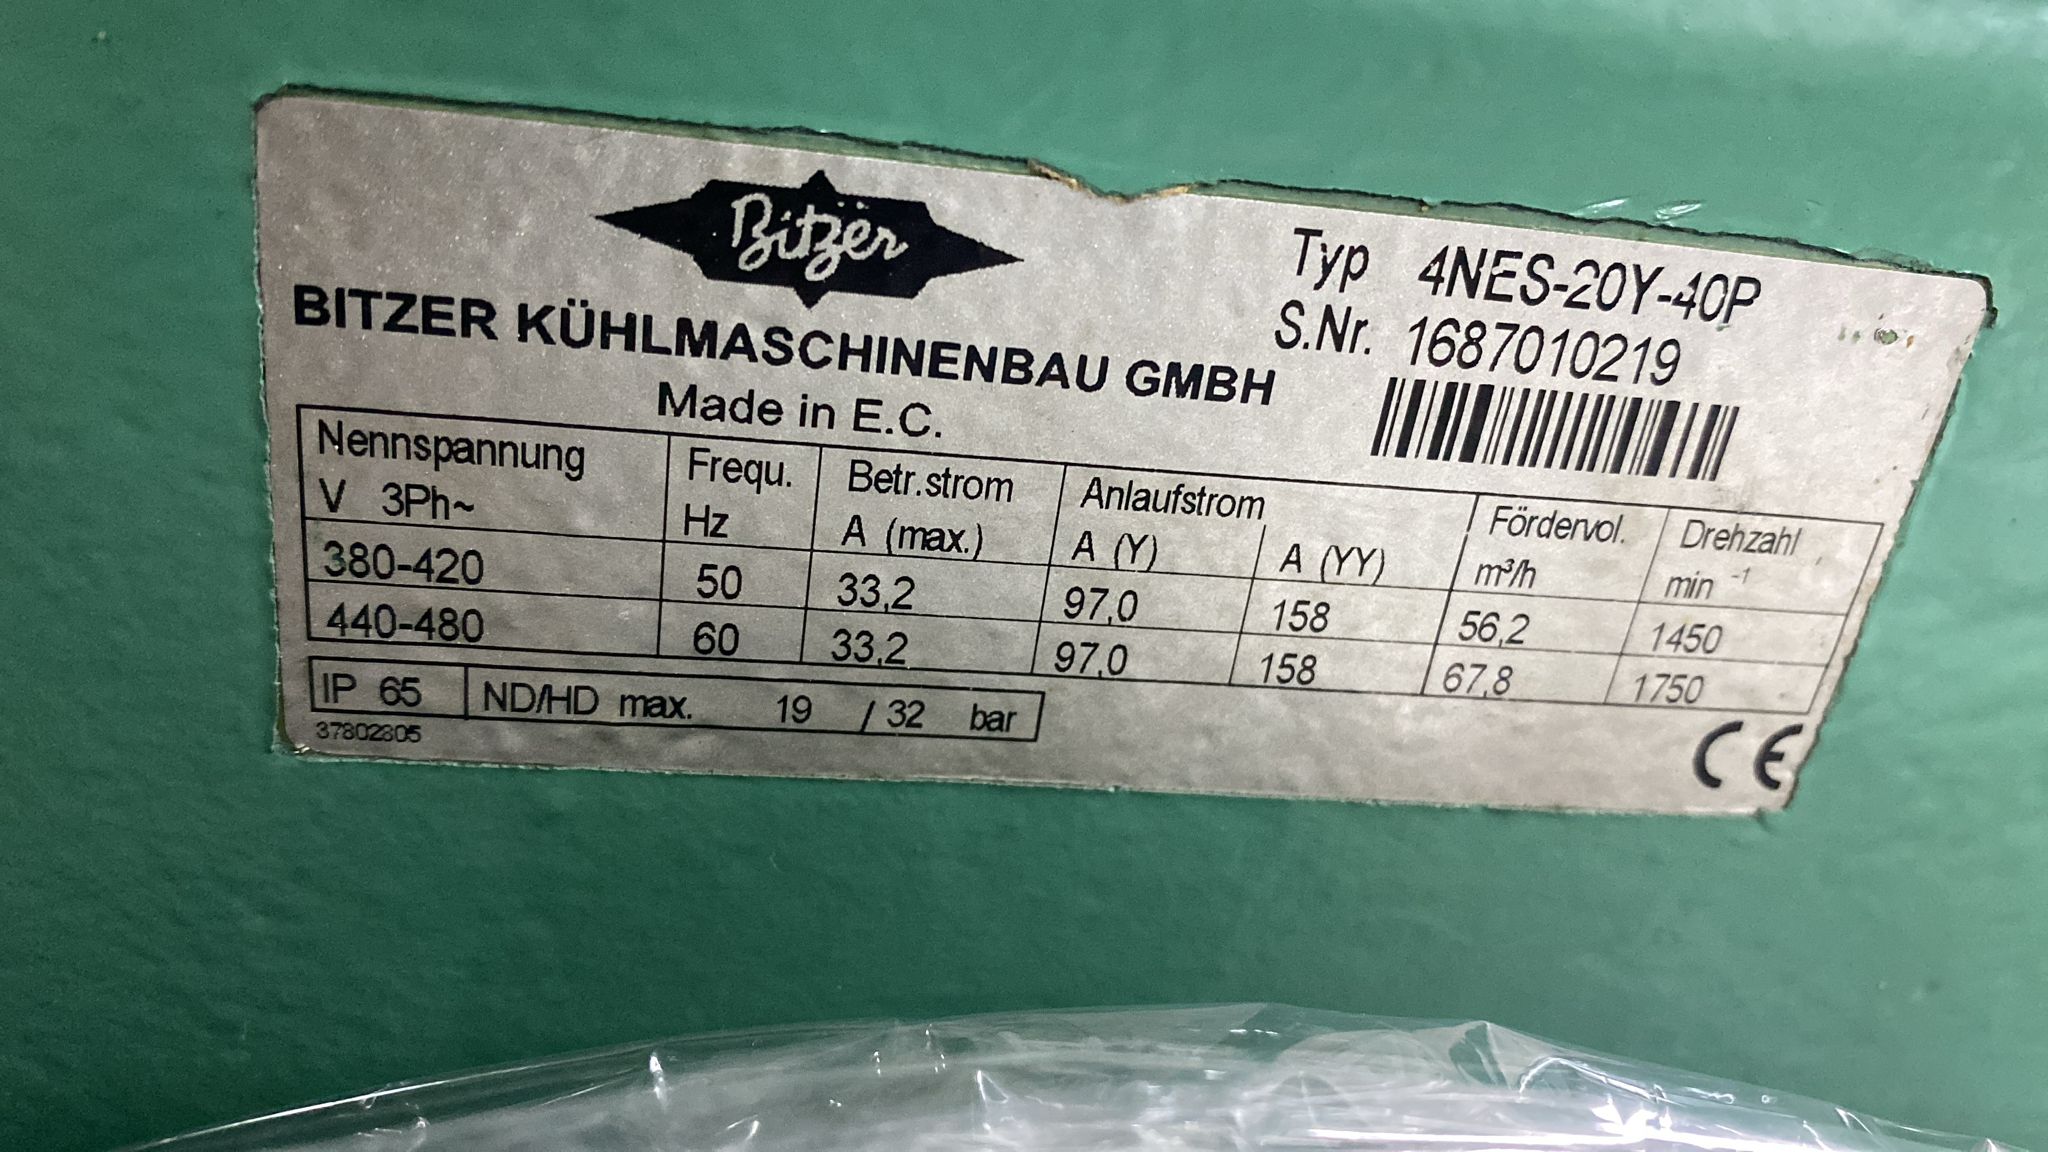 Bitzer
BITZER KÜHLMASCHINENBAU GMBH
Made in E.C.
Typ 4NES-20Y-40P
S.Nr. 1687010219
Nennspannung Frequ. Betr.strom Anlaufstrom Fördervol. Drehzahl
V 3Ph~ Hz A (max.) A (Y) A (YY) m³/h min ⁻¹
380-420 50 33,2 97,0 158 56,2 1450
440-480 60 33,2 97,0 158 67,8 1750
IP 65 ND/HD max. 19 / 32 bar
37802805
CE